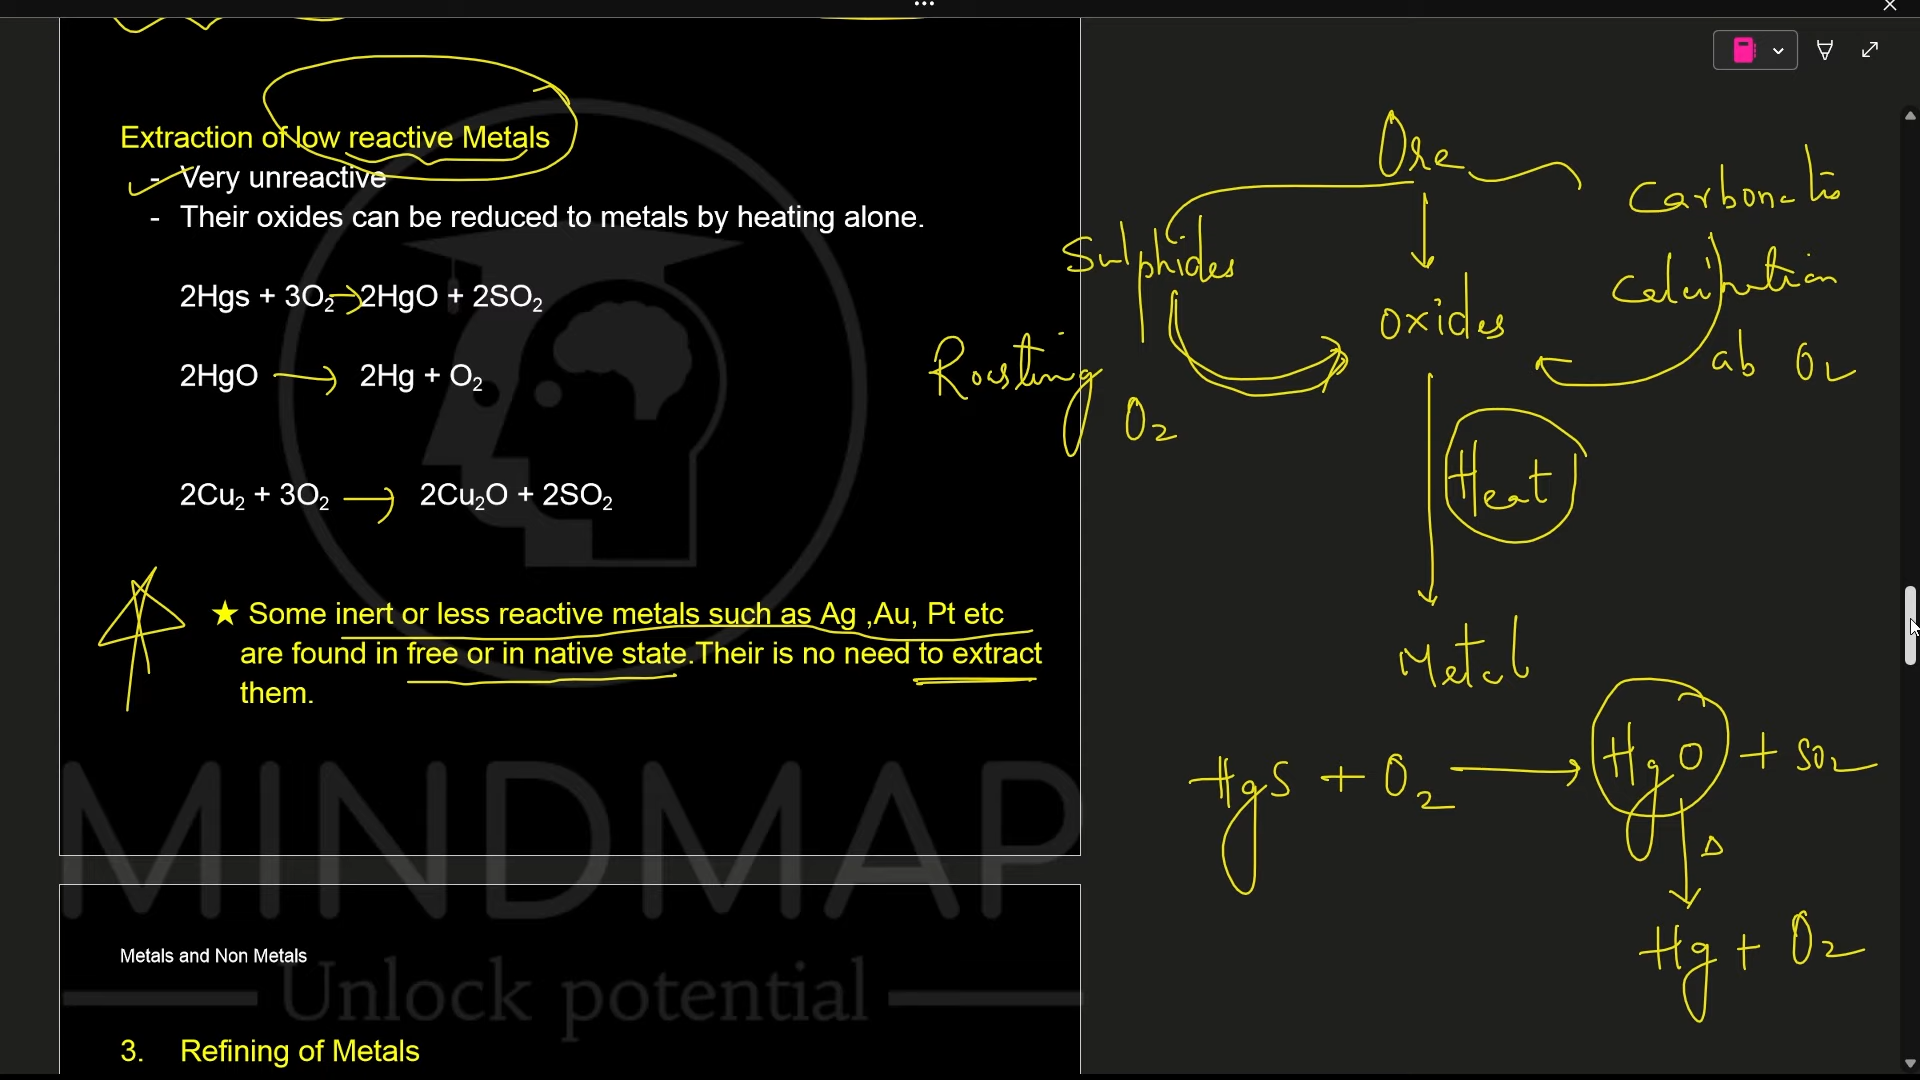 Extraction of low reactive Metals
- Very unreactive
- Their oxides can be reduced to metals by heating alone.
2Hgs + 3O₂ → 2HgO + 2SO₂
2HgO → 2Hg + O₂
2Cu₂ + 3O₂ → 2Cu₂O + 2SO₂
★ Some inert or less reactive metals such as Ag ,Au, Pt etc
are found in free or in native state.Their is no need to extract
them.
Ore
Sulphides
Roasting
O₂
oxides
Carbonates
Calcination
ab O₂
Heat
Metal
HgS + O₂ → HgO + SO₂
Δ
Hg + O₂
MINDMAP
Unlock potential
Metals and Non Metals
3. Refining of Metals